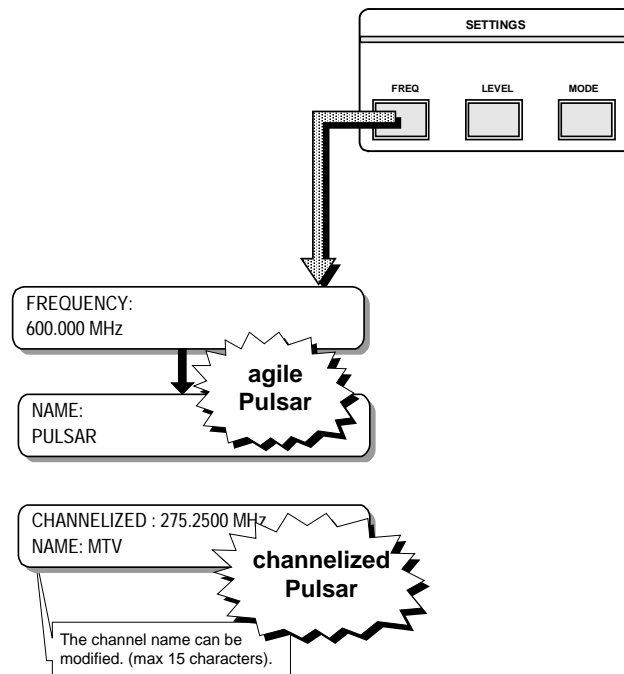 SETTINGS
FREQ LEVEL MODE
FREQUENCY:
600.000 MHz
agile
Pulsar
NAME:
PULSAR
CHANNELIZED : 275.2500 MHz
NAME: MTV
channelized
Pulsar
The channel name can be
modified. (max 15 characters).